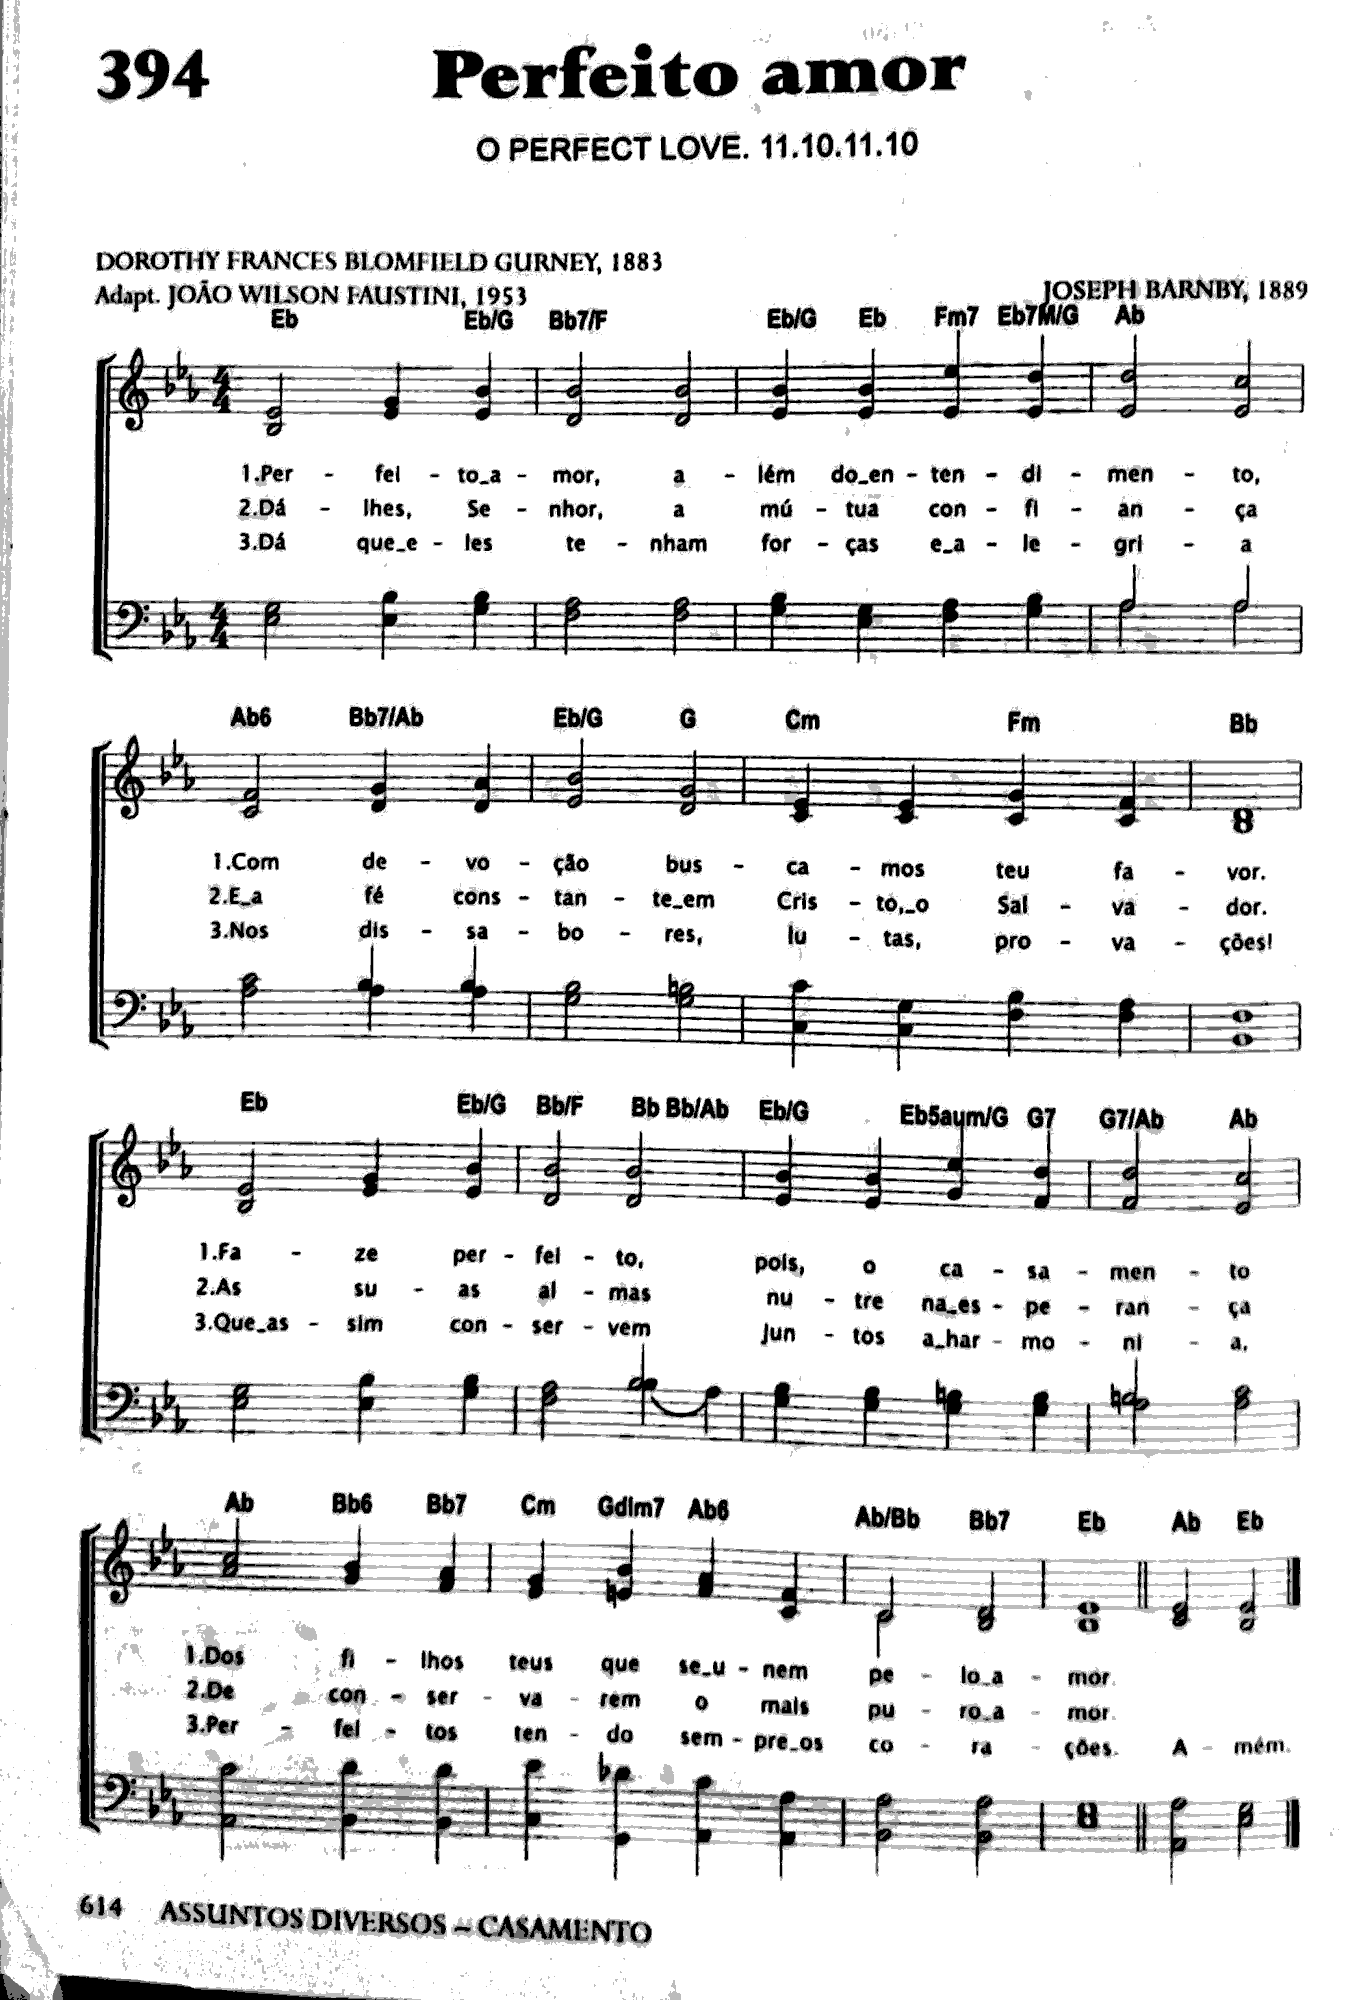 394 Perfeito amor
O PERFECT LOVE. 11.10.11.10
DOROTHY FRANCES BLOMFIELD GURNEY, 1883
Adapt. JOÃO WILSON FAUSTINI, 1953 JOSEPH BARNBY, 1889
Eb Eb/G Bb7/F Eb/G Eb Fm7 Eb7M/G Ab
4 4
1.Per - fei - to_a - mor, a - lém do_en - ten - di - men - to,
2.Dá - lhes, Se - nhor, a mú - tua con - fi - an - ça
3.Dá que_e - les te - nham for - ças e_a - le - gri - a
4 4
Ab6 Bb7/Ab Eb/G G Cm Fm Bb
1.Com de - vo - ção bus - ca - mos teu fa - vor.
2.E_a fé cons - tan - te_em Cris - to,_o Sal - va - dor.
3.Nos dis - sa - bo - res, lu - tas, pro - va - ções!
Eb Eb/G Bb/F Bb Bb/Ab Eb/G Eb5aum/G G7 G7/Ab Ab
1.Fa - ze per - fei - to, pois, o ca - sa - men - to
2.As su - as al - mas nu - tre na_es - pe - ran - ça
3.Que_as - sim con - ser - vem jun - tos a_har - mo - ni - a,
Ab Bb6 Bb7 Cm Gdim7 Ab6 Ab/Bb Bb7 Eb Ab Eb
1.Dos fi - lhos teus que se_u - nem pe - lo_a - mor.
2.De con - ser - va - rem o mais pu - ro_a - mor.
3.Per - fei - tos ten - do sem - pre_os co - ra - ções. A - mém.
614 ASSUNTOS DIVERSOS – CASAMENTO